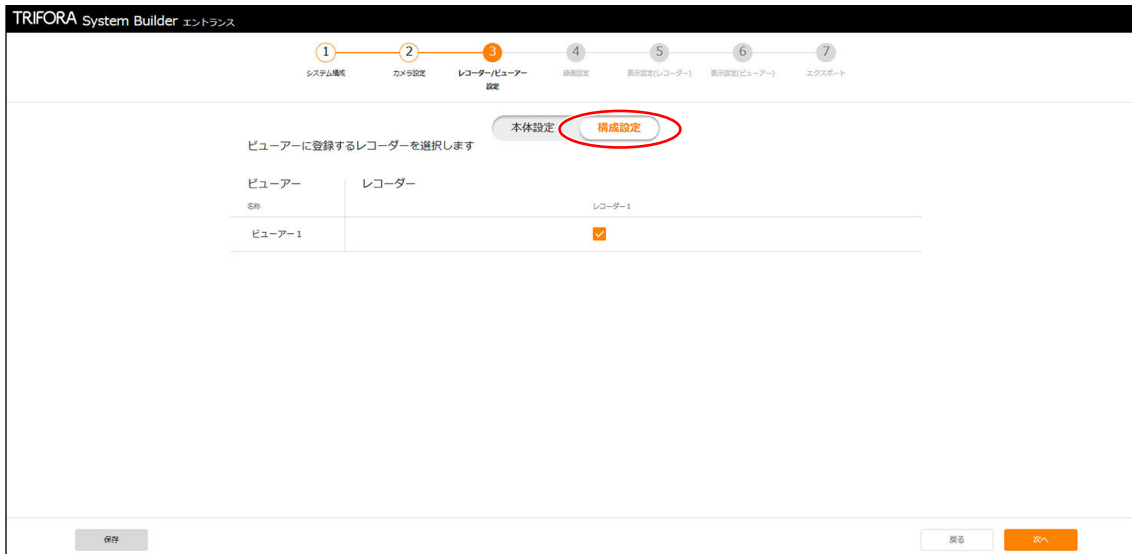 TRIFORA System Builder エントランス
1 2 3 4 5 6 7
システム構成 カメラ設定 レコーダー/ビューアー設定 録画設定 表示設定(レコーダー) 表示設定(ビューアー) エクスポート
本体設定 構成設定
ビューアーに登録するレコーダーを選択します
ビューアー レコーダー
名称 レコーダー1
ビューアー1
保存 戻る 次へ